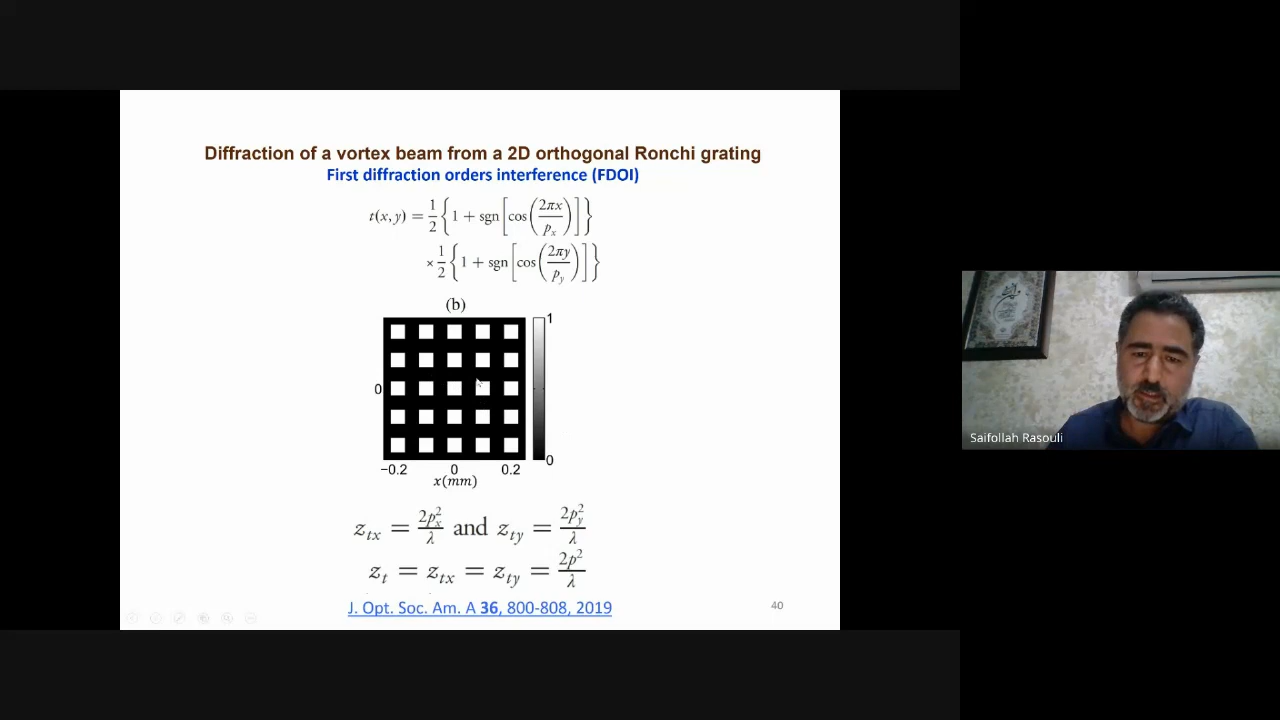 Diffraction of a vortex beam from a 2D orthogonal Ronchi grating
First diffraction orders interference (FDOI)
t(x, y) = 1/2 {1 + sgn [cos (2πx/p_x)]}
× 1/2 {1 + sgn [cos (2πy/p_y)]}
(b)
1
0
0
−0.2 0 0.2
x(mm)
z_tx = 2p_x^2/λ and z_ty = 2p_y^2/λ
z_t = z_tx = z_ty = 2p^2/λ
J. Opt. Soc. Am. A 36, 800-808, 2019
40
Saifollah Rasouli